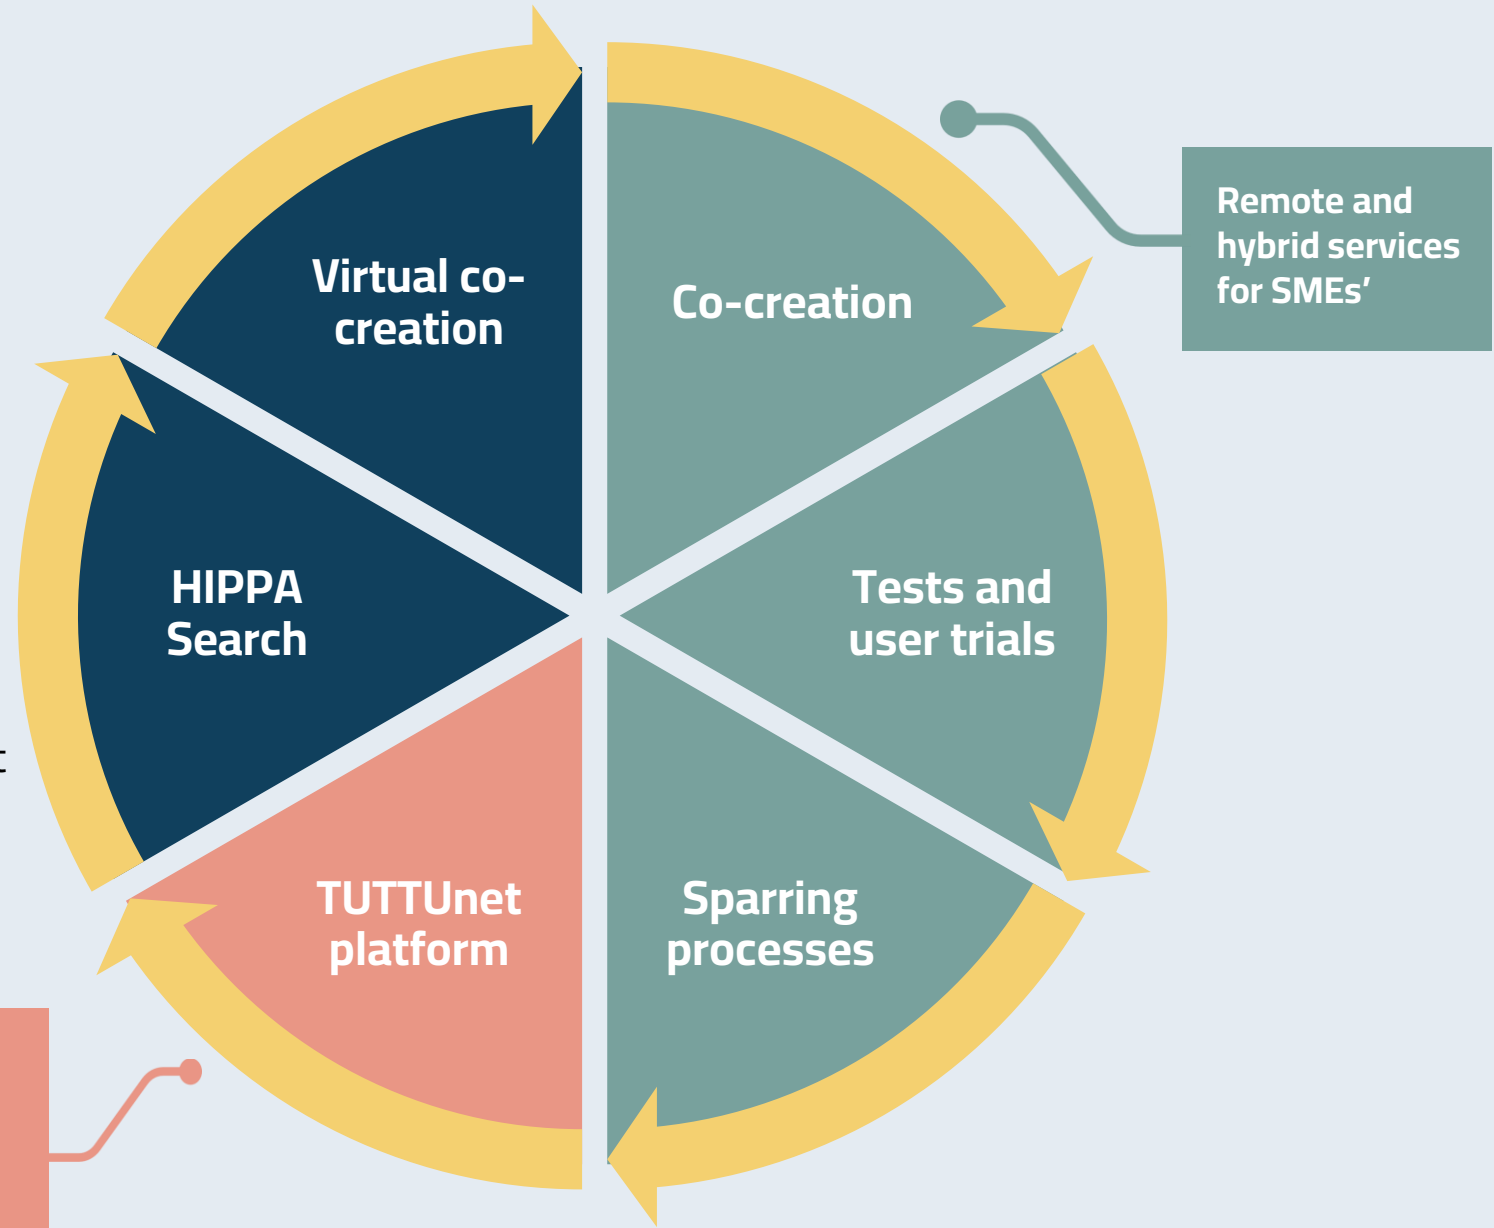 Remote and
hybrid services
for SMEs’
Virtual co-
creation
Co-creation
HIPPA
Search
Tests and
user trials
TUTTUnet
platform
Sparring
processes